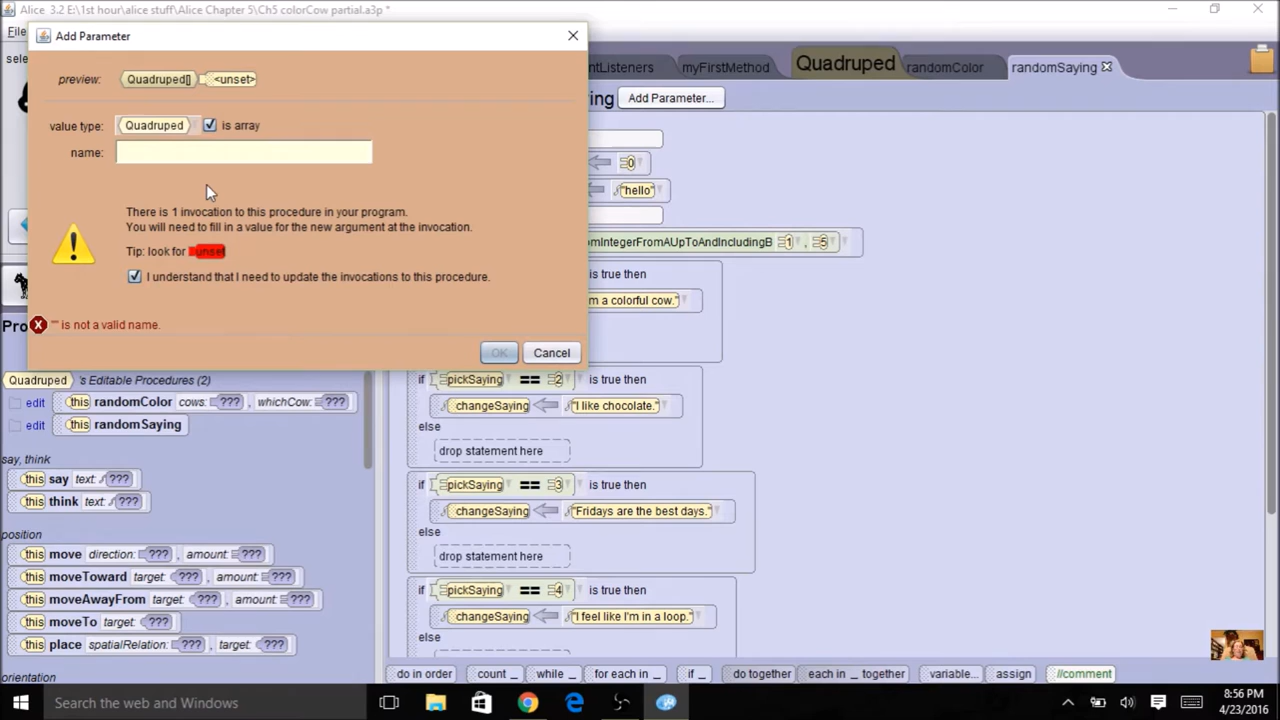 Alice 3.2 E:\1st hour\alice stuff\Alice Chapter 5\Ch5 colorCow partial.a3p *
File
Add Parameter
preview: Quadruped[] <unset>
value type: Quadruped is array
name:
There is 1 invocation to this procedure in your program.
You will need to fill in a value for the new argument at the invocation.
Tip: look for unset
I understand that I need to update the invocations to this procedure.
"" is not a valid name.
OK Cancel
myFirstMethod Quadruped randomColor randomSaying
Add Parameter...
0
"hello"
1 , 5
is true then
m a colorful cow."
if pickSaying == 2 is true then
changeSaying "I like chocolate."
else
drop statement here
if pickSaying == 3 is true then
changeSaying "Fridays are the best days."
else
drop statement here
if pickSaying == 4 is true then
changeSaying "I feel like I'm in a loop."
else
do in order count _ while _ for each in _ if _ do together each in _ together variable... assign //comment
Quadruped 's Editable Procedures (2)
edit this randomColor cows: ??? , whichCow: ???
edit this randomSaying
say, think
this say text: ???
this think text: ???
position
this move direction: ??? , amount: ???
this moveToward target: ??? , amount: ???
this moveAwayFrom target: ??? , amount: ???
this moveTo target: ???
this place spatialRelation: ??? , target: ???
orientation
Search the web and Windows
8:56 PM
4/23/2016